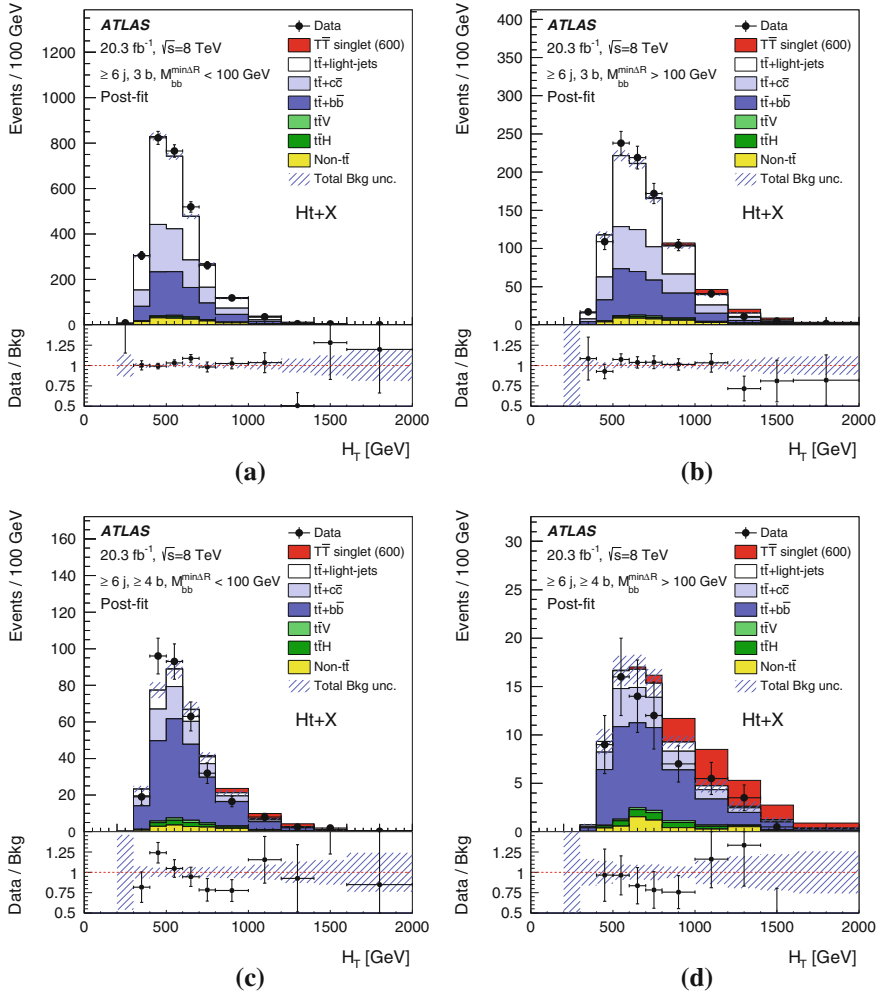 Events / 100 GeV
1200
1000
800
600
400
200
0
ATLAS
20.3 fb⁻¹, √s=8 TeV
≥ 6 j, 3 b, M_bb^minΔR < 100 GeV
Post-fit
Data
TT̅ singlet (600)
tt̅+light-jets
tt̅+cc̅
tt̅+bb̅
tt̅V
tt̅H
Non-tt̅
Total Bkg unc.
Ht+X
Data / Bkg
1.25
1
0.75
0.5
0 500 1000 1500 2000
H_T [GeV]
(a)
Events / 100 GeV
400
350
300
250
200
150
100
50
0
ATLAS
20.3 fb⁻¹, √s=8 TeV
≥ 6 j, 3 b, M_bb^minΔR > 100 GeV
Post-fit
Data
TT̅ singlet (600)
tt̅+light-jets
tt̅+cc̅
tt̅+bb̅
tt̅V
tt̅H
Non-tt̅
Total Bkg unc.
Ht+X
Data / Bkg
1.25
1
0.75
0.5
0 500 1000 1500 2000
H_T [GeV]
(b)
Events / 100 GeV
160
140
120
100
80
60
40
20
0
ATLAS
20.3 fb⁻¹, √s=8 TeV
≥ 6 j, ≥ 4 b, M_bb^minΔR < 100 GeV
Post-fit
Data
TT̅ singlet (600)
tt̅+light-jets
tt̅+cc̅
tt̅+bb̅
tt̅V
tt̅H
Non-tt̅
Total Bkg unc.
Ht+X
Data / Bkg
1.25
1
0.75
0.5
0 500 1000 1500 2000
H_T [GeV]
(c)
Events / 100 GeV
30
25
20
15
10
5
0
ATLAS
20.3 fb⁻¹, √s=8 TeV
≥ 6 j, ≥ 4 b, M_bb^minΔR > 100 GeV
Post-fit
Data
TT̅ singlet (600)
tt̅+light-jets
tt̅+cc̅
tt̅+bb̅
tt̅V
tt̅H
Non-tt̅
Total Bkg unc.
Ht+X
Data / Bkg
1.25
1
0.75
0.5
0 500 1000 1500 2000
H_T [GeV]
(d)